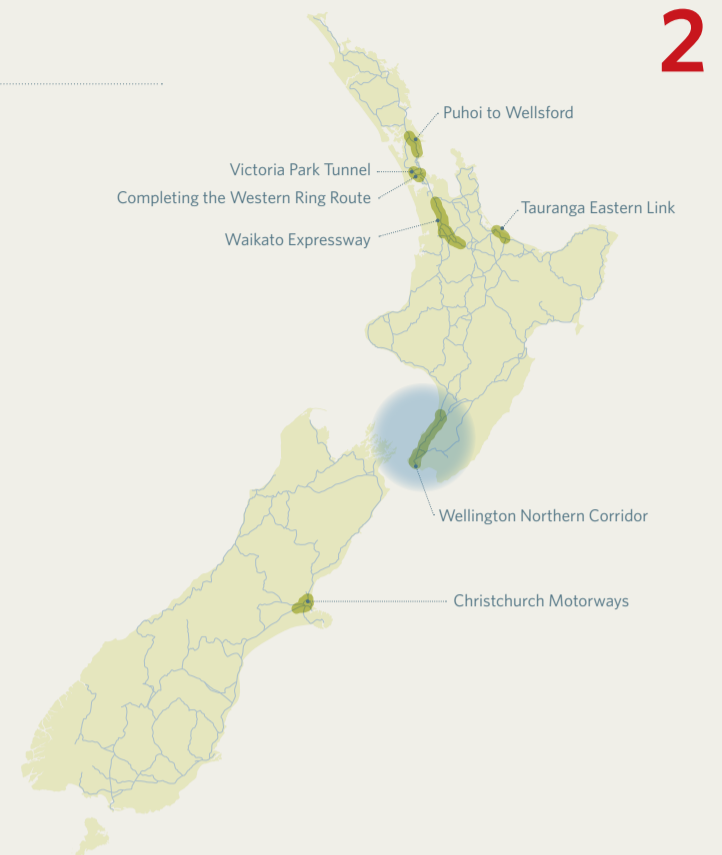 2
Puhoi to Wellsford
Victoria Park Tunnel
Completing the Western Ring Route
Tauranga Eastern Link
Waikato Expressway
Wellington Northern Corridor
Christchurch Motorways